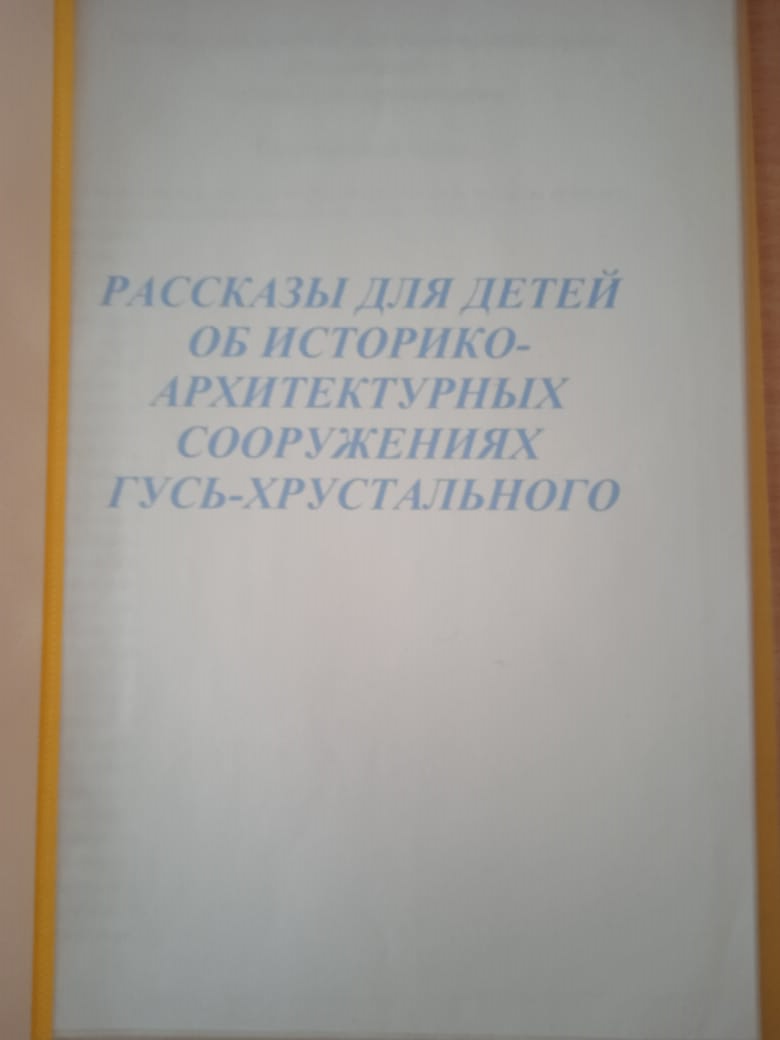 РАССКАЗЫ ДЛЯ ДЕТЕЙ
ОБ ИСТОРИКО-
АРХИТЕКТУРНЫХ
СООРУЖЕНИЯХ
ГУСЬ-ХРУСТАЛЬНОГО